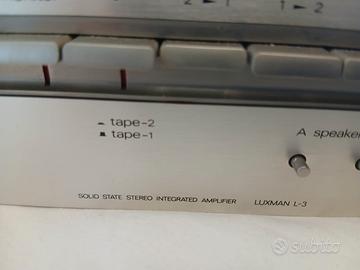 2 ► 1
1 — 2
tape-2
tape-1
A speaker
SOLID STATE STEREO INTEGRATED AMPLIFIER LUXMAN L-3
subito